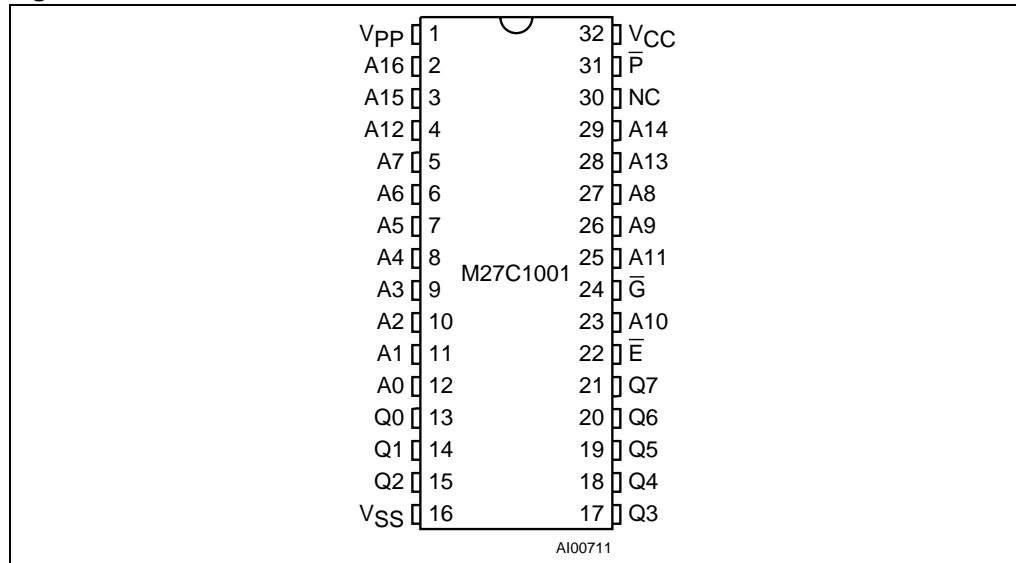 VPP 1 32 VCC
A16 2 31 P̅
A15 3 30 NC
A12 4 29 A14
A7 5 28 A13
A6 6 27 A8
A5 7 26 A9
A4 8 25 A11
M27C1001
A3 9 24 G̅
A2 10 23 A10
A1 11 22 E̅
A0 12 21 Q7
Q0 13 20 Q6
Q1 14 19 Q5
Q2 15 18 Q4
VSS 16 17 Q3
AI00711